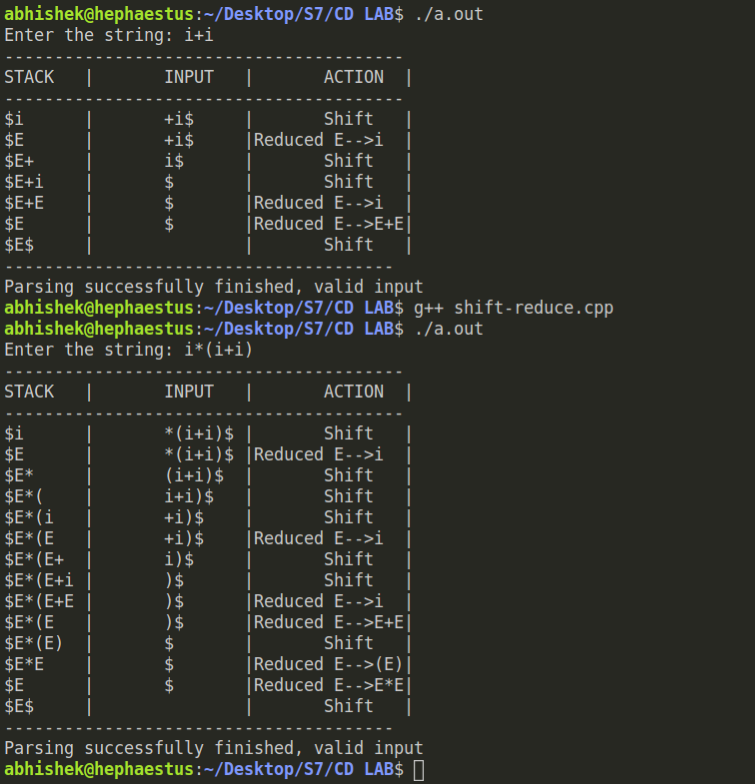 abhishek@hephaestus:~/Desktop/S7/CD LAB$ ./a.out
Enter the string: i+i
----------------------------------------
STACK   |       INPUT   |       ACTION  |
----------------------------------------
$i      |       +i$     |       Shift   |
$E      |       +i$     |Reduced E-->i  |
$E+     |       i$      |       Shift   |
$E+i    |       $       |       Shift   |
$E+E    |       $       |Reduced E-->i  |
$E      |       $       |Reduced E-->E+E|
$E$     |               |       Shift   |
---------------------------------------
Parsing successfully finished, valid input
abhishek@hephaestus:~/Desktop/S7/CD LAB$ g++ shift-reduce.cpp
abhishek@hephaestus:~/Desktop/S7/CD LAB$ ./a.out
Enter the string: i*(i+i)
----------------------------------------
STACK   |       INPUT   |       ACTION  |
----------------------------------------
$i      |       *(i+i)$ |       Shift   |
$E      |       *(i+i)$ |Reduced E-->i  |
$E*     |       (i+i)$  |       Shift   |
$E*(    |       i+i)$   |       Shift   |
$E*(i   |       +i)$    |       Shift   |
$E*(E   |       +i)$    |Reduced E-->i  |
$E*(E+  |       i)$     |       Shift   |
$E*(E+i |       )$      |       Shift   |
$E*(E+E |       )$      |Reduced E-->i  |
$E*(E   |       )$      |Reduced E-->E+E|
$E*(E)  |       $       |       Shift   |
$E*E    |       $       |Reduced E-->(E)|
$E      |       $       |Reduced E-->E*E|
$E$     |               |       Shift   |
---------------------------------------
Parsing successfully finished, valid input
abhishek@hephaestus:~/Desktop/S7/CD LAB$